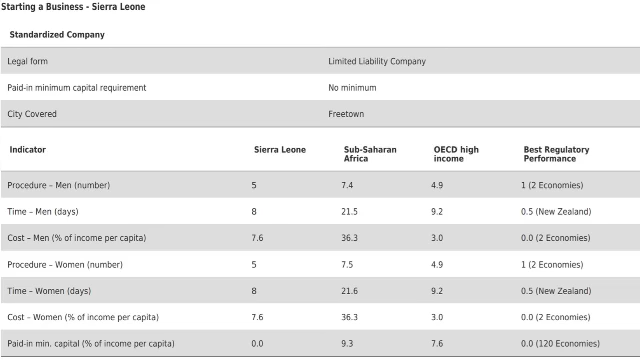 Starting a Business - Sierra Leone
Standardized Company
Legal form Limited Liability Company
Paid-in minimum capital requirement No minimum
City Covered Freetown
Indicator Sierra Leone Sub-Saharan Africa OECD high income Best Regulatory Performance
Procedure – Men (number) 5 7.4 4.9 1 (2 Economies)
Time – Men (days) 8 21.5 9.2 0.5 (New Zealand)
Cost – Men (% of income per capita) 7.6 36.3 3.0 0.0 (2 Economies)
Procedure – Women (number) 5 7.5 4.9 1 (2 Economies)
Time – Women (days) 8 21.6 9.2 0.5 (New Zealand)
Cost – Women (% of income per capita) 7.6 36.3 3.0 0.0 (2 Economies)
Paid-in min. capital (% of income per capita) 0.0 9.3 7.6 0.0 (120 Economies)